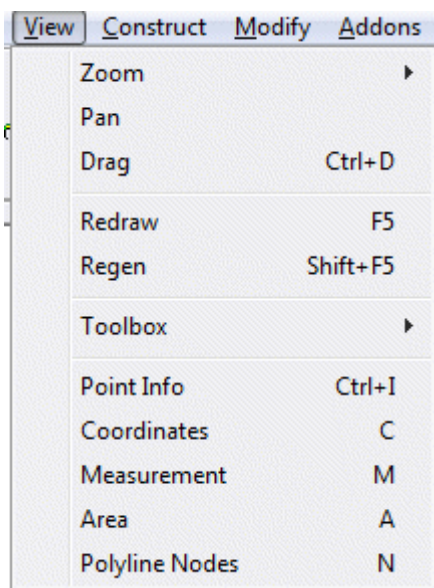 View Construct Modify Addons
Zoom
Pan
Drag Ctrl+D
Redraw F5
Regen Shift+F5
Toolbox
Point Info Ctrl+I
Coordinates C
Measurement M
Area A
Polyline Nodes N